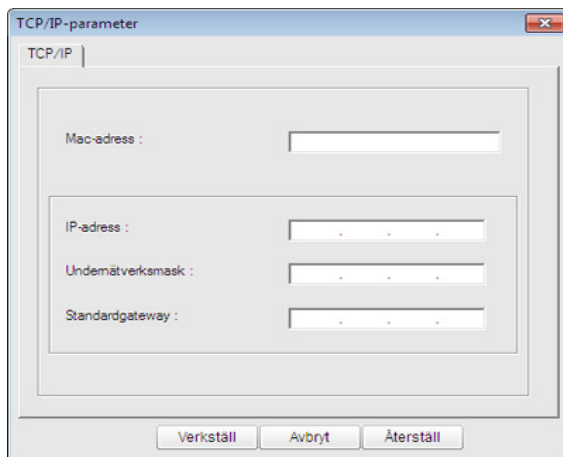 TCP/IP-parameter
TCP/IP
Mac-adress :
IP-adress :
. . .
Undernätverksmask :
. . .
Standardgateway :
. . .
Verkställ Avbryt Återställ